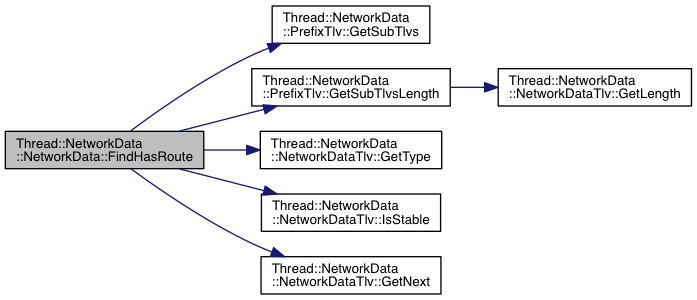 Thread::NetworkData
::NetworkData::FindHasRoute
Thread::NetworkData
::PrefixTlv::GetSubTlvs
Thread::NetworkData
::PrefixTlv::GetSubTlvsLength
Thread::NetworkData
::NetworkDataTlv::GetLength
Thread::NetworkData
::NetworkDataTlv::GetType
Thread::NetworkData
::NetworkDataTlv::IsStable
Thread::NetworkData
::NetworkDataTlv::GetNext